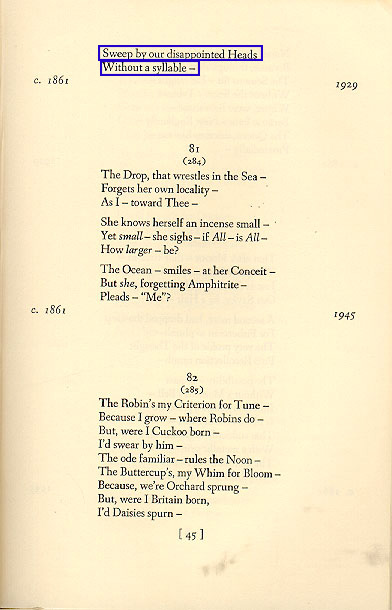 Sweep by our disappointed Heads
Without a syllable –
c. 1861
1929
81
(284)
The Drop, that wrestles in the Sea –
Forgets her own locality –
As I – toward Thee –
She knows herself an incense small –
Yet small – she sighs – if All – is All –
How larger – be?
The Ocean – smiles – at her Conceit –
But she, forgetting Amphitrite –
Pleads – “Me”?
c. 1861
1945
82
(285)
The Robin's my Criterion for Tune –
Because I grow – where Robins do –
But, were I Cuckoo born –
I'd swear by him –
The ode familiar – rules the Noon –
The Buttercup's, my Whim for Bloom –
Because, we're Orchard sprung –
But, were I Britain born,
I'd Daisies spurn –
[ 45 ]